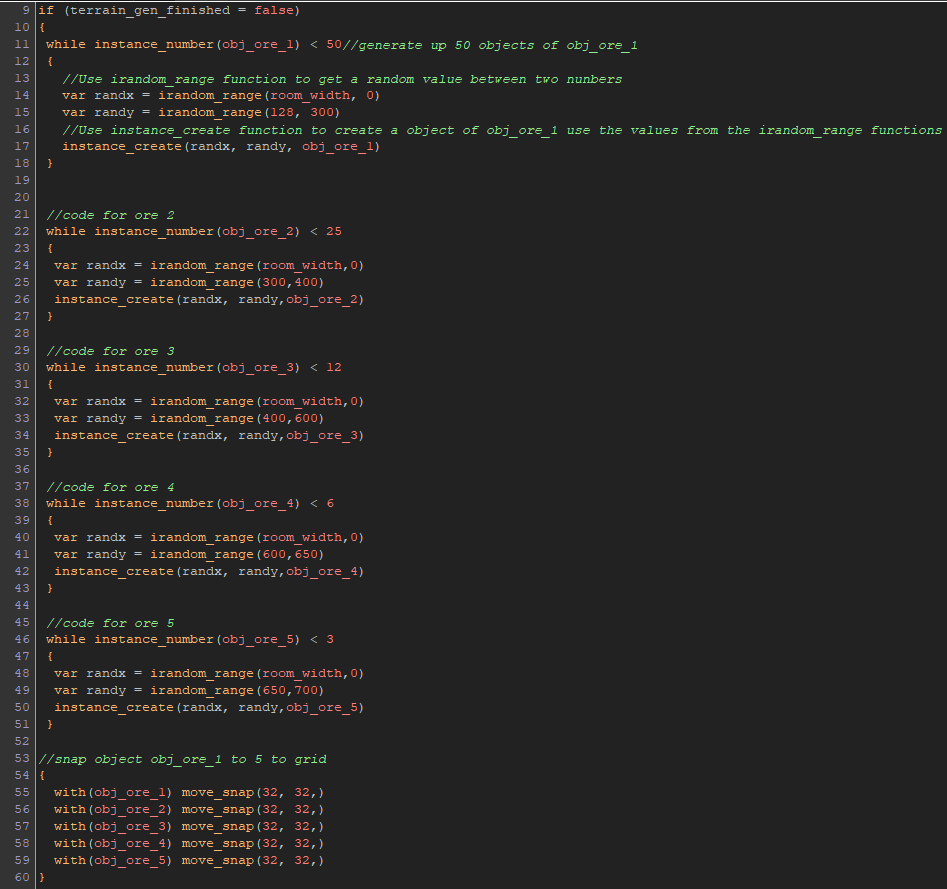 9 if (terrain_gen_finished = false)
10 {
11 while instance_number(obj_ore_1) < 50//generate up 50 objects of obj_ore_1
12 {
13 //Use irandom_range function to get a random value between two nunbers
14 var randx = irandom_range(room_width, 0)
15 var randy = irandom_range(128, 300)
16 //Use instance_create function to create a object of obj_ore_1 use the values from the irandom_range functions
17 instance_create(randx, randy, obj_ore_1)
18 }
19
20
21 //code for ore 2
22 while instance_number(obj_ore_2) < 25
23 {
24 var randx = irandom_range(room_width,0)
25 var randy = irandom_range(300,400)
26 instance_create(randx, randy,obj_ore_2)
27 }
28
29 //code for ore 3
30 while instance_number(obj_ore_3) < 12
31 {
32 var randx = irandom_range(room_width,0)
33 var randy = irandom_range(400,600)
34 instance_create(randx, randy,obj_ore_3)
35 }
36
37 //code for ore 4
38 while instance_number(obj_ore_4) < 6
39 {
40 var randx = irandom_range(room_width,0)
41 var randy = irandom_range(600,650)
42 instance_create(randx, randy,obj_ore_4)
43 }
44
45 //code for ore 5
46 while instance_number(obj_ore_5) < 3
47 {
48 var randx = irandom_range(room_width,0)
49 var randy = irandom_range(650,700)
50 instance_create(randx, randy,obj_ore_5)
51 }
52
53 //snap object obj_ore_1 to 5 to grid
54 {
55 with(obj_ore_1) move_snap(32, 32,)
56 with(obj_ore_2) move_snap(32, 32,)
57 with(obj_ore_3) move_snap(32, 32,)
58 with(obj_ore_4) move_snap(32, 32,)
59 with(obj_ore_5) move_snap(32, 32,)
60 }